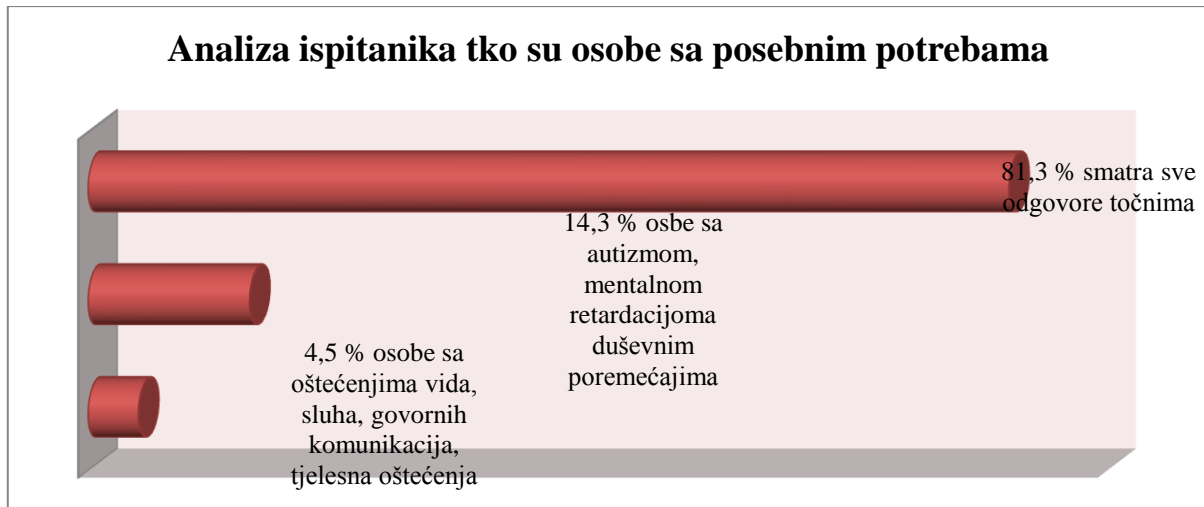 Analiza ispitanika tko su osobe sa posebnim potrebama
81,3 % smatra sve
odgovore točnima
14,3 % osbe sa
autizmom,
mentalnom
retardacijoma
duševnim
poremećajima
4,5 % osobe sa
oštećenjima vida,
sluha, govornih
komunikacija,
tjelesna oštećenja